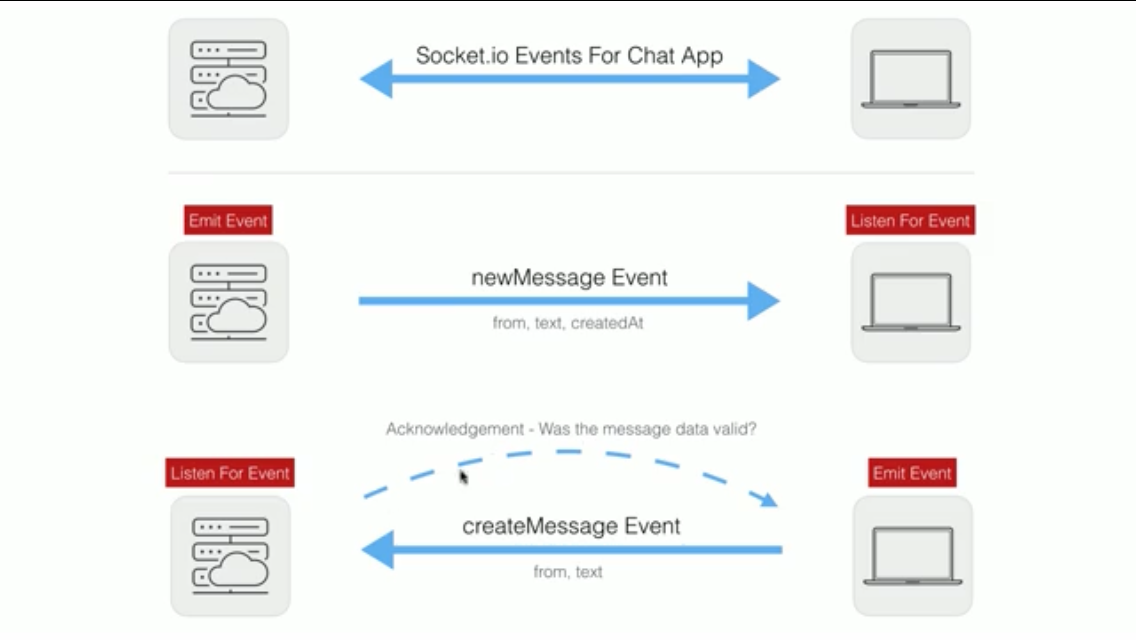 Socket.io Events For Chat App
Emit Event
Listen For Event
newMessage Event
from, text, createdAt
Acknowledgement - Was the message data valid?
Listen For Event
Emit Event
createMessage Event
from, text